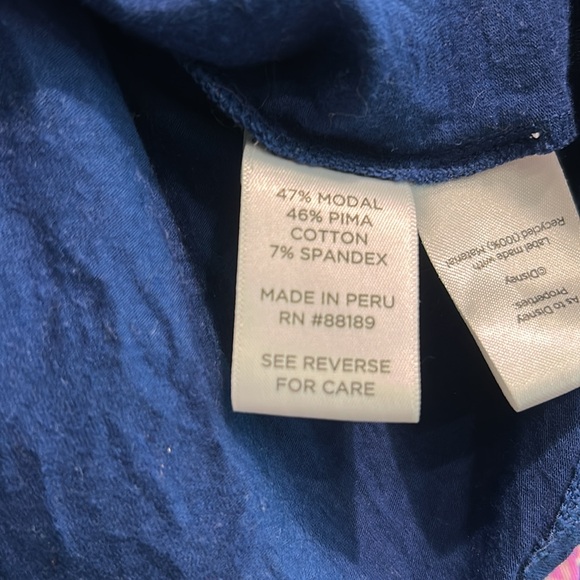 47% MODAL
46% PIMA
COTTON
7% SPANDEX
MADE IN PERU
RN #88189
SEE REVERSE
FOR CARE
As to Disney
Properties:
©Disney
Label made with
Recycled (100%) Material